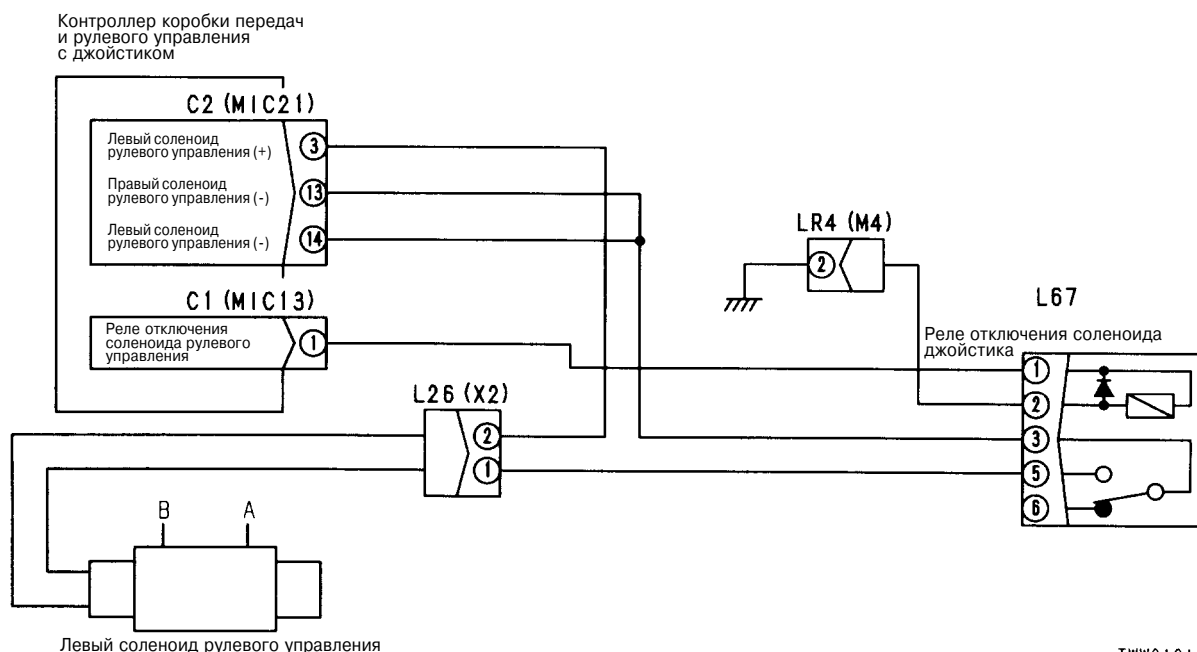 Контроллер коробки передач
и рулевого управления
с джойстиком
C2 (MIC21)
Левый соленоид
рулевого управления (+)
3
Правый соленоид
рулевого управления (-)
13
Левый соленоид
рулевого управления (-)
14
C1 (MIC13)
Реле отключения
соленоида рулевого
управления
1
LR4 (M4)
2
L67
Реле отключения соленоида
джойстика
1
2
3
5
6
L26 (X2)
2
1
B A
Левый соленоид рулевого управления